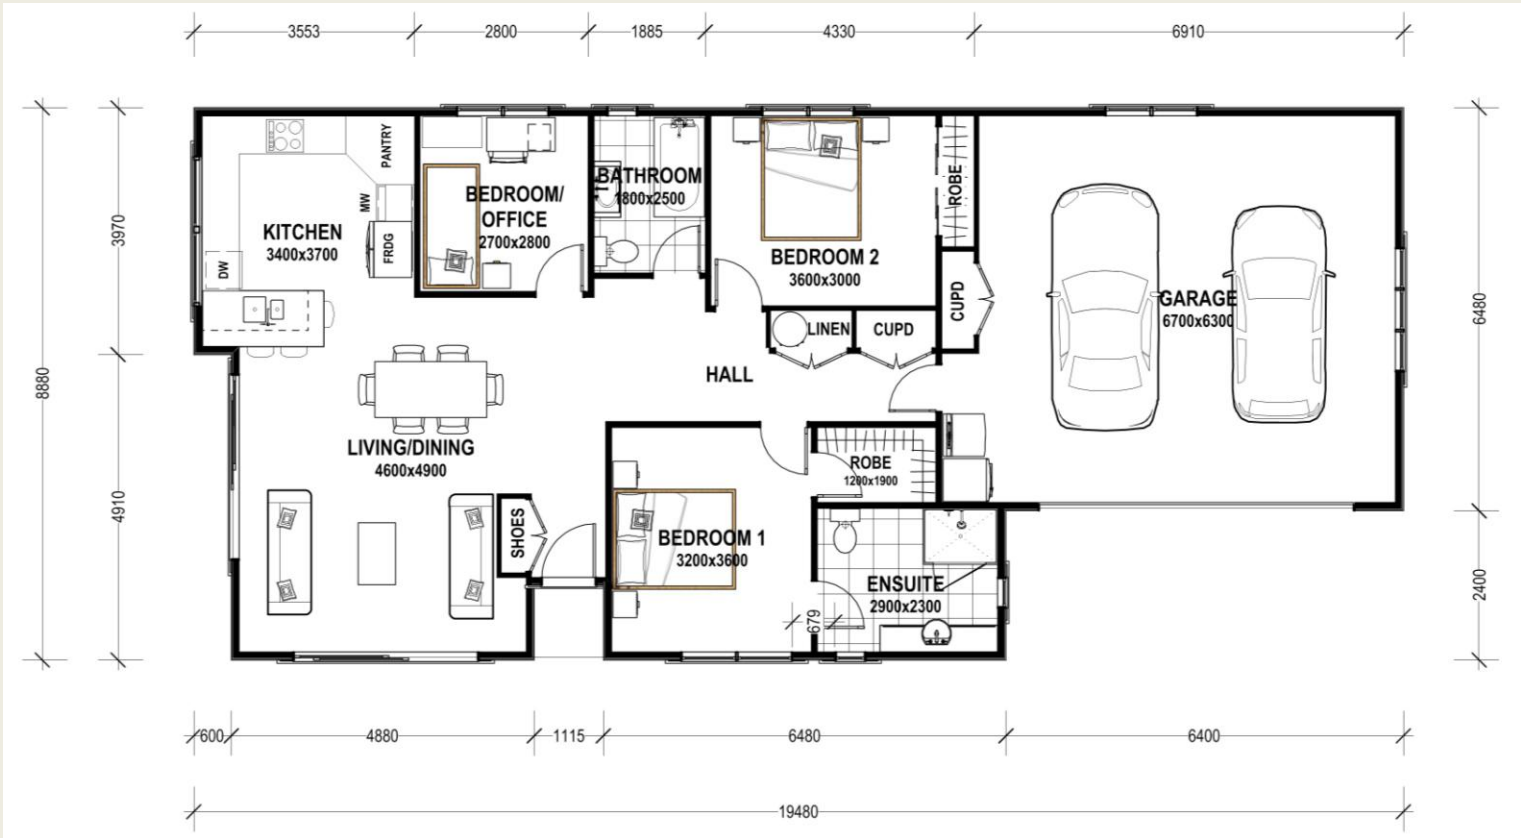 3553
2800
1885
4330
6910
PANTRY
MW
FRDG
KITCHEN
3400x3700
DW
BEDROOM/
OFFICE
2700x2800
BATHROOM
1800x2500
BEDROOM 2
3600x3000
ROBE
CUPD
GARAGE
6700x6300
LINEN
CUPD
HALL
LIVING/DINING
4600x4900
SHOES
BEDROOM 1
3200x3600
ROBE
1200x1900
ENSUITE
2900x2300
679
8880
3970
4910
6480
2400
600
4880
1115
6480
6400
19480